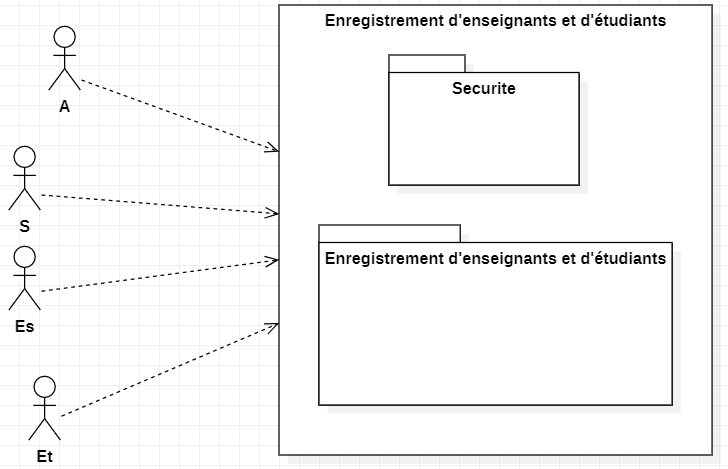 Enregistrement d'enseignants et d'étudiants
A
Securite
S
Enregistrement d'enseignants et d'étudiants
Es
Et